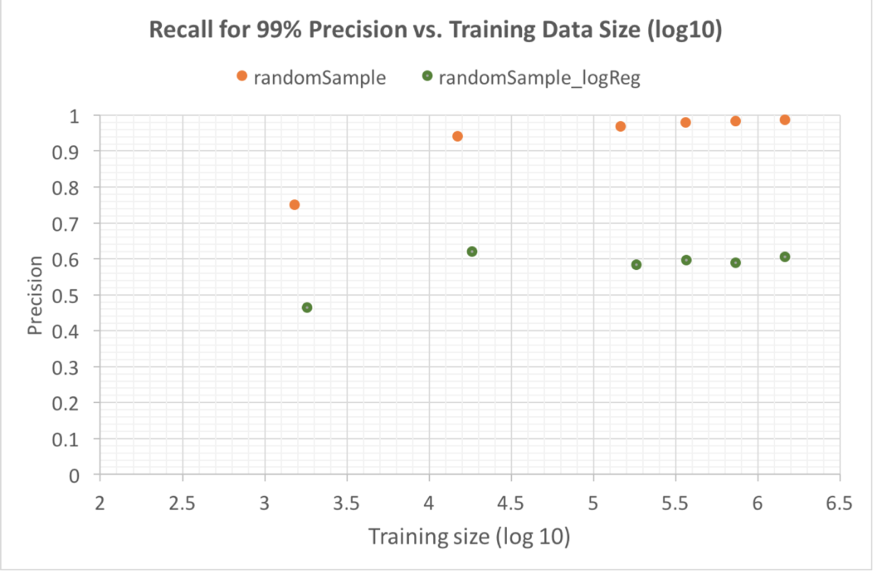 Recall for 99% Precision vs. Training Data Size (log10)
randomSample randomSample_logReg
1
0.9
0.8
0.7
0.6
0.5
0.4
0.3
0.2
0.1
0
Precision
2 2.5 3 3.5 4 4.5 5 5.5 6 6.5
Training size (log 10)